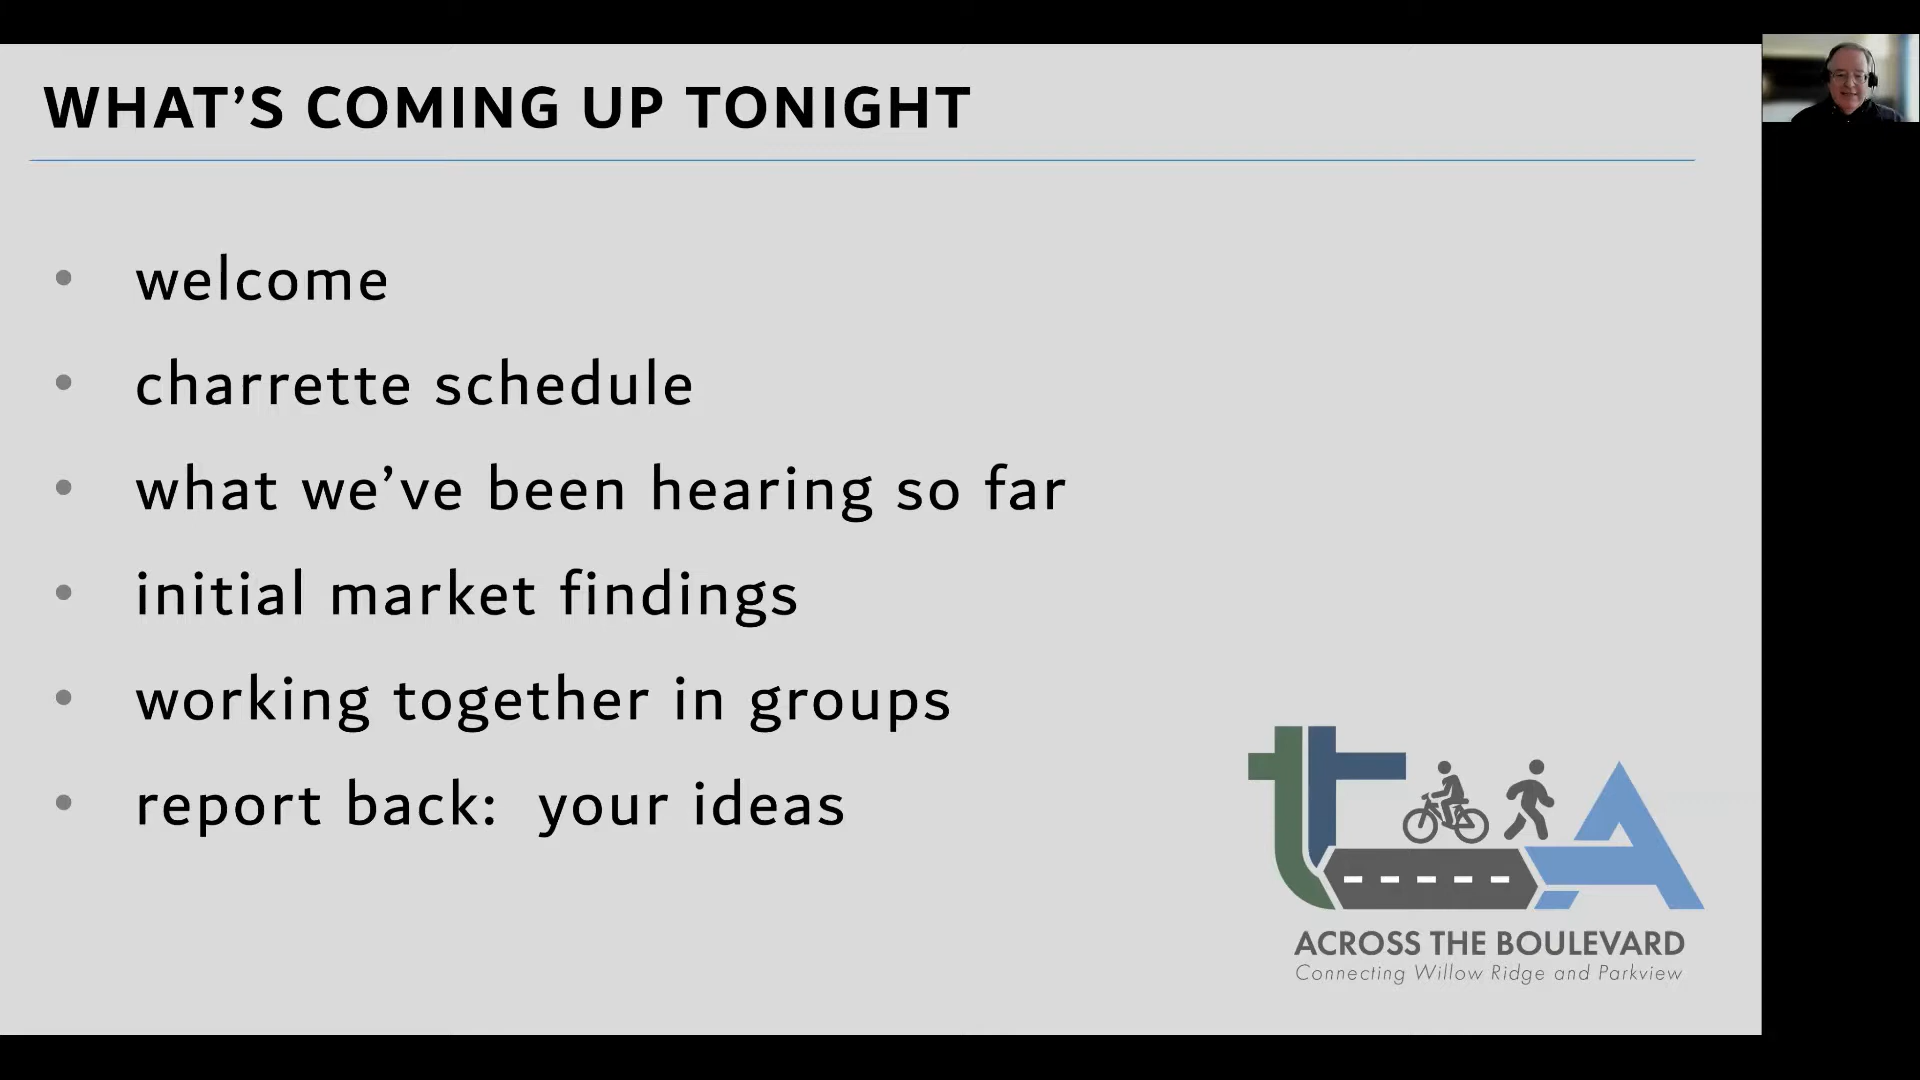 WHAT’S COMING UP TONIGHT
• welcome
• charrette schedule
• what we’ve been hearing so far
• initial market findings
• working together in groups
• report back:  your ideas
ACROSS THE BOULEVARD
Connecting Willow Ridge and Parkview